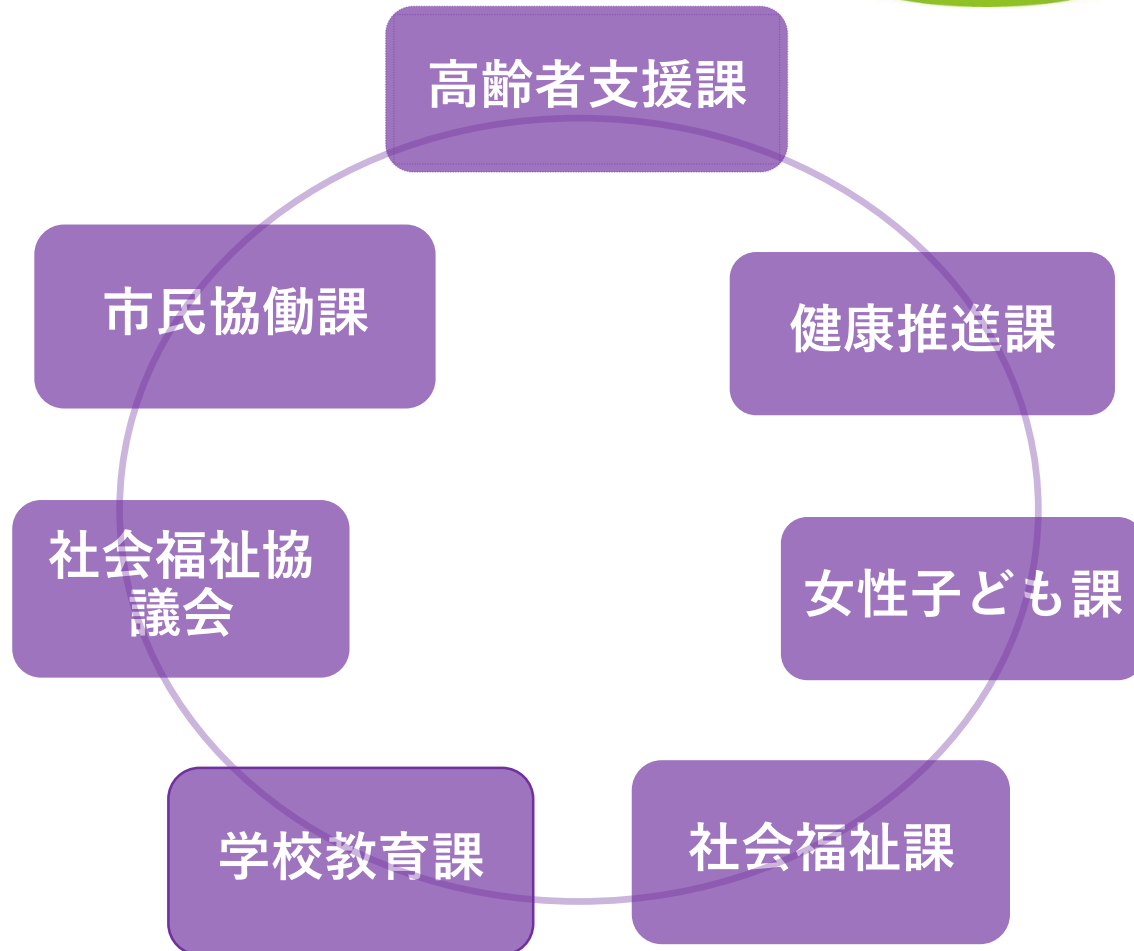 高齢者支援課
市民協働課
健康推進課
社会福祉協
議会
女性子ども課
学校教育課
社会福祉課